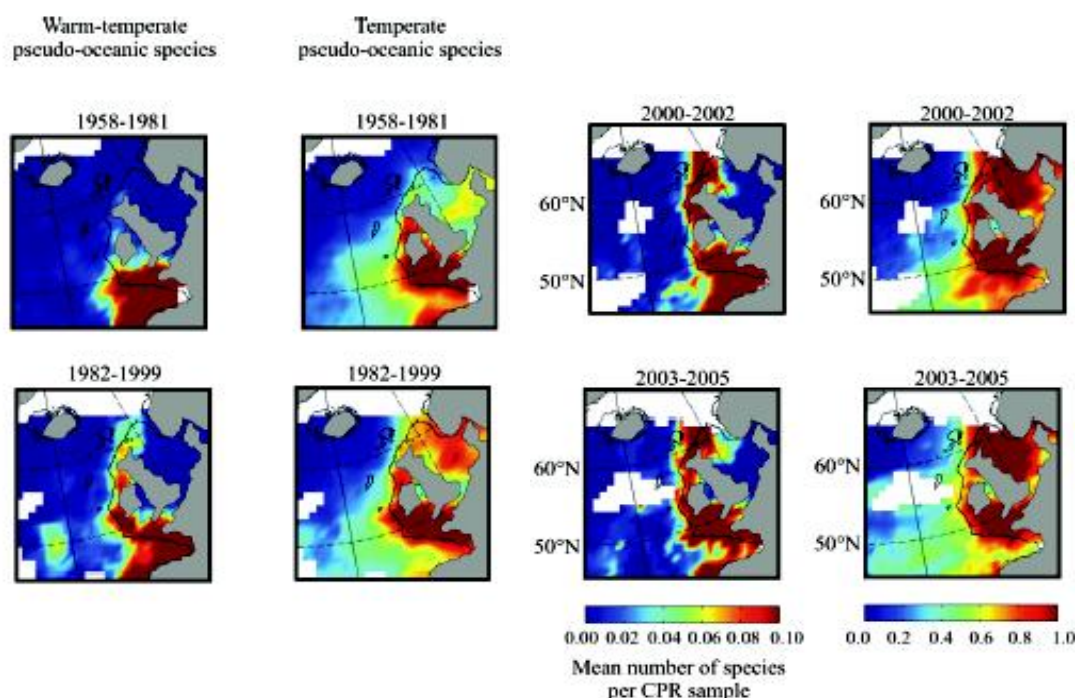 Warm-temperate
pseudo-oceanic species
Temperate
pseudo-oceanic species
1958-1981
1958-1981
2000-2002
2000-2002
60°N
50°N
60°N
50°N
1982-1999
1982-1999
2003-2005
2003-2005
60°N
50°N
60°N
50°N
0.00 0.02 0.04 0.06 0.08 0.10
0.0 0.2 0.4 0.6 0.8 1.0
Mean number of species
per CPR sample